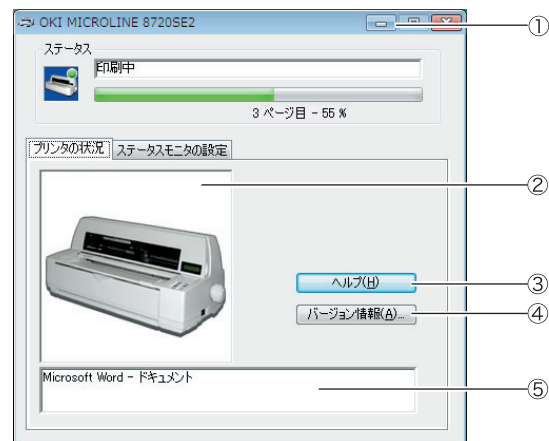 OKI MICROLINE 8720SE2
①
ステータス
印刷中
3 ページ目 - 55 %
プリンタの状況 ステータスモニタの設定
②
ヘルプ(H)
③
バージョン情報(A)...
④
Microsoft Word - ドキュメント
⑤